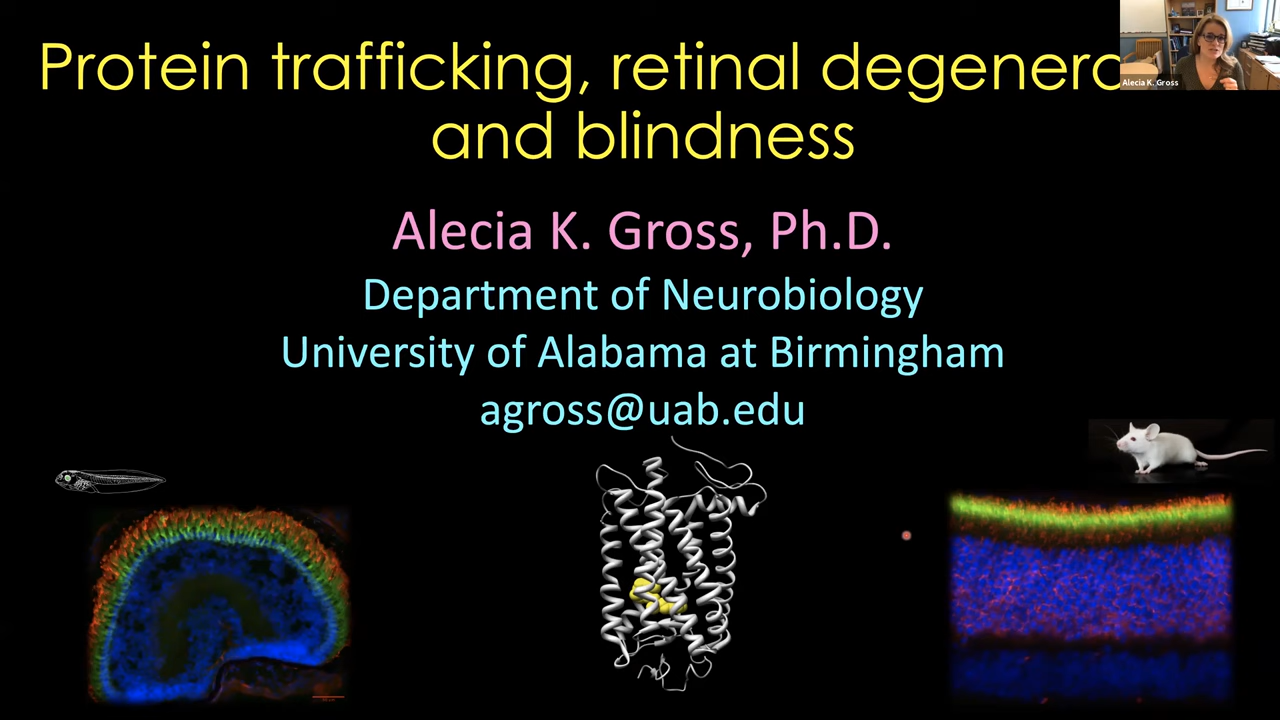 Protein trafficking, retinal degenera
and blindness
Alecia K. Gross
Alecia K. Gross, Ph.D.
Department of Neurobiology
University of Alabama at Birmingham
agross@uab.edu